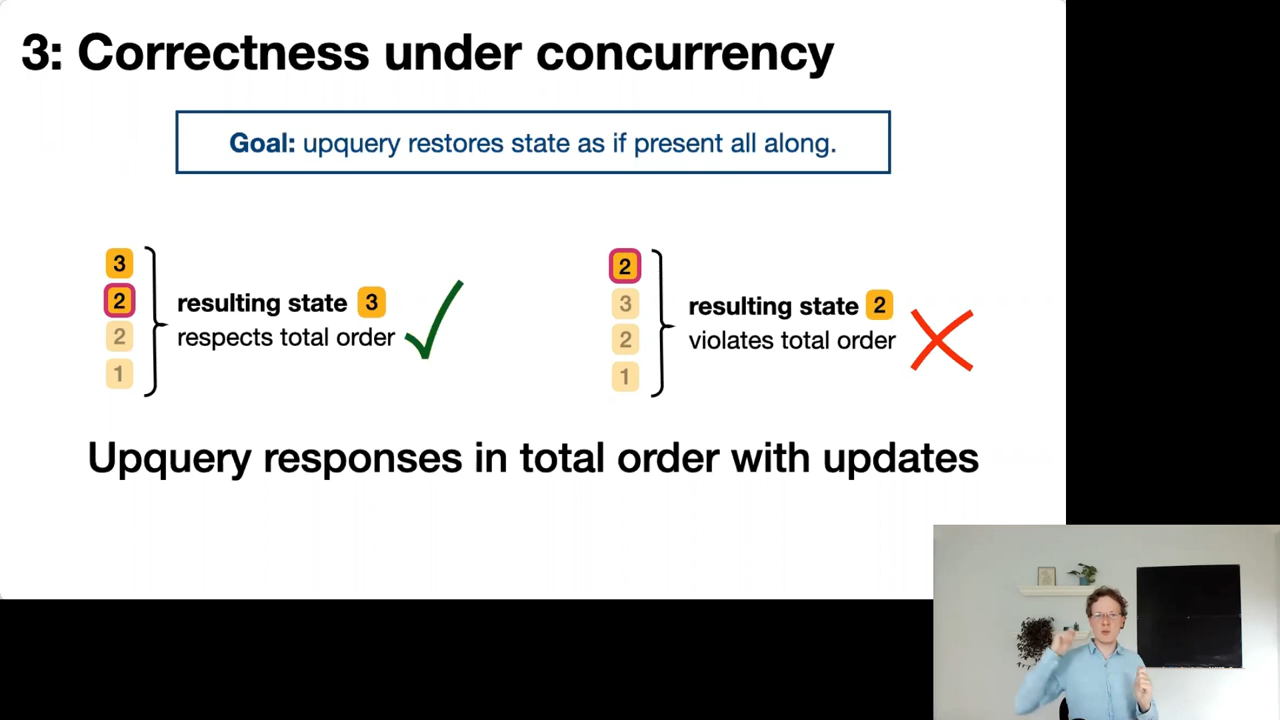 3: Correctness under concurrency
Goal: upquery restores state as if present all along.
3
2
2
1
resulting state 3
respects total order
2
3
2
1
resulting state 2
violates total order
Upquery responses in total order with updates